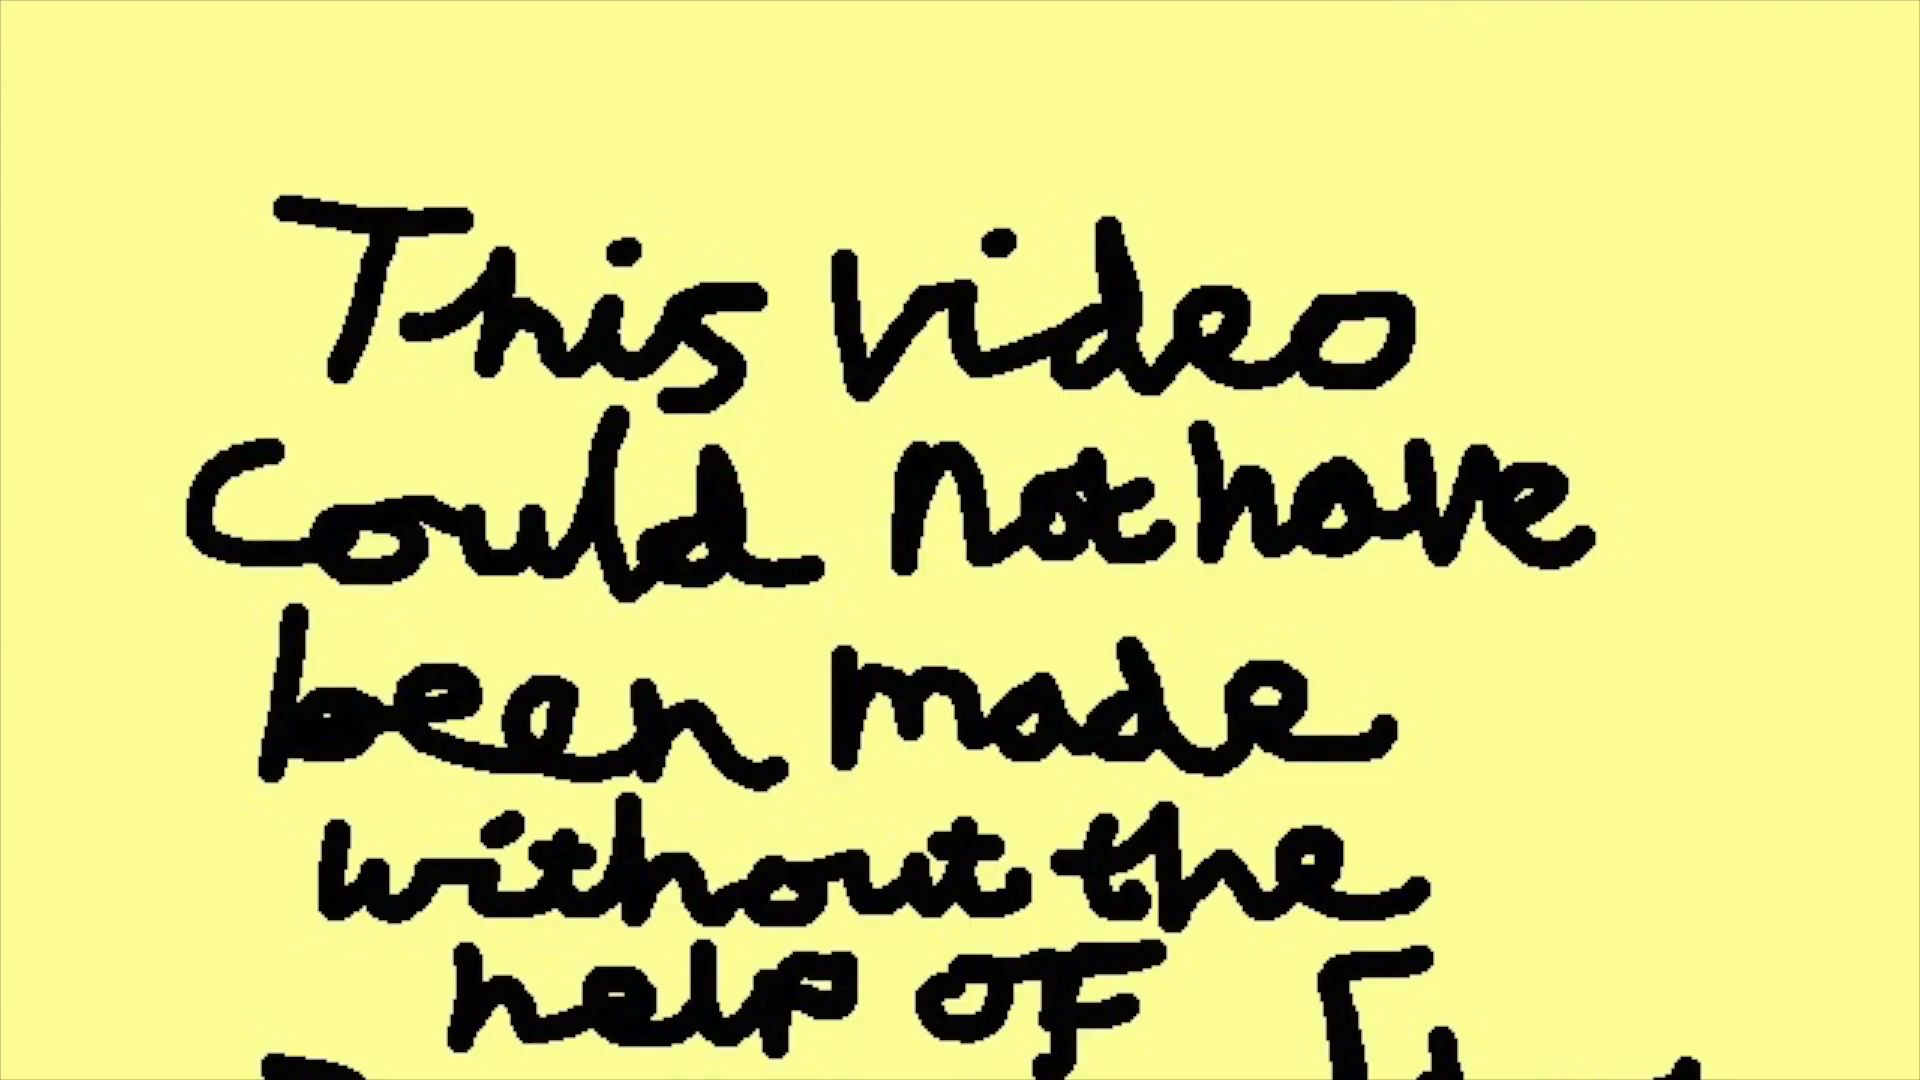 This video
Could not have
been made
without the
help of